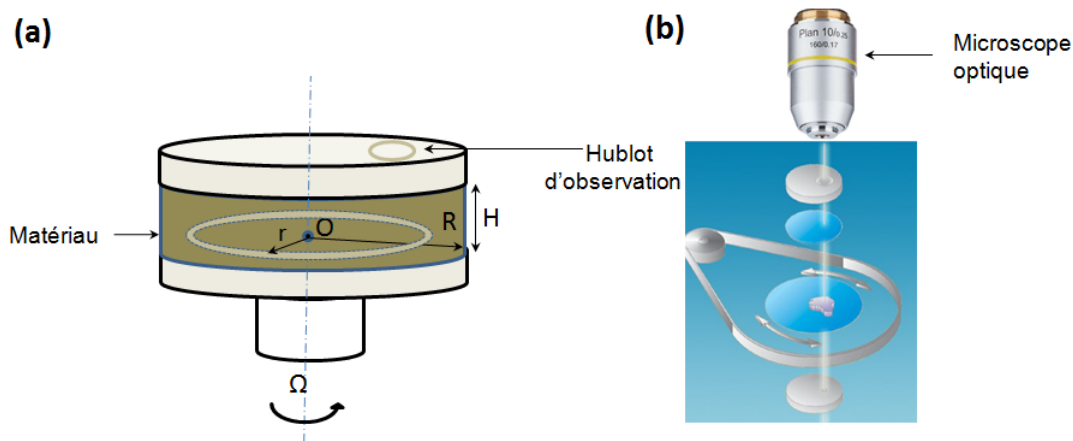 (a)
Matériau
r
O
R
H
Ω
Hublot
d'observation
(b)
Plan 10/0.25
160/0.17
Microscope
optique